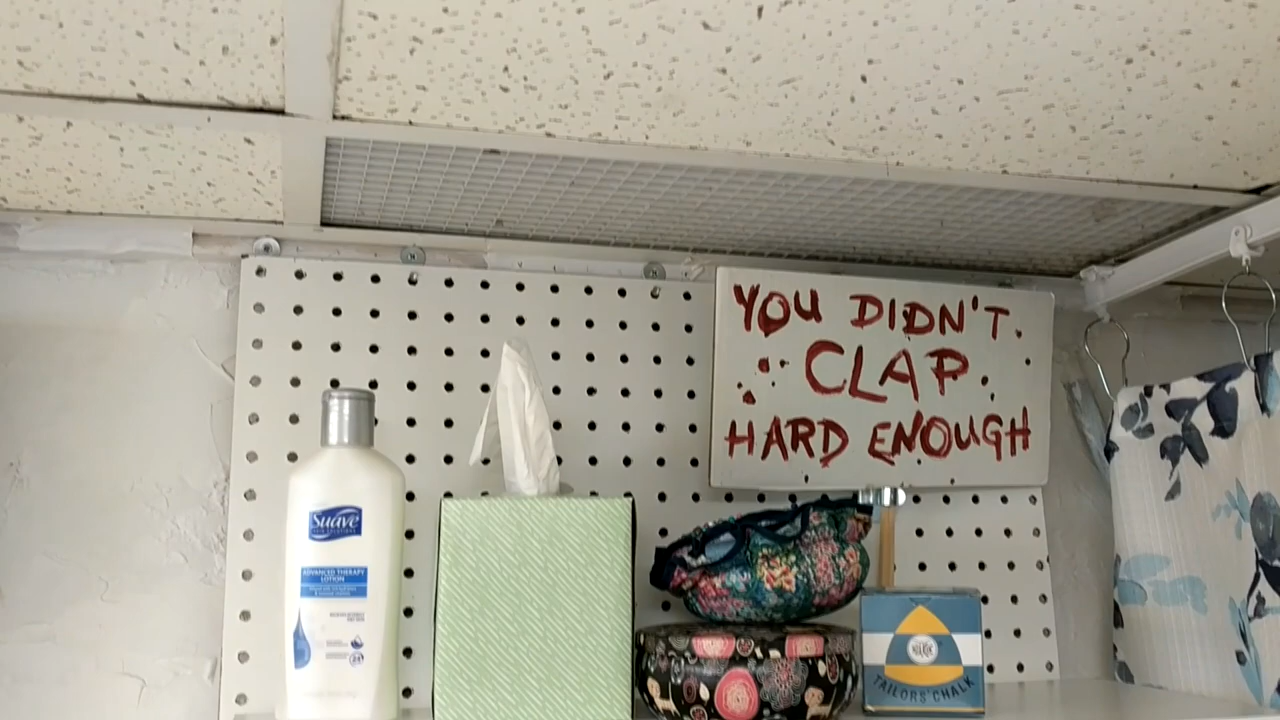 YOU DIDN'T.
CLAP
HARD ENOUGH
Suave
ADVANCED THERAPY
LOTION
TAILORS' CHALK